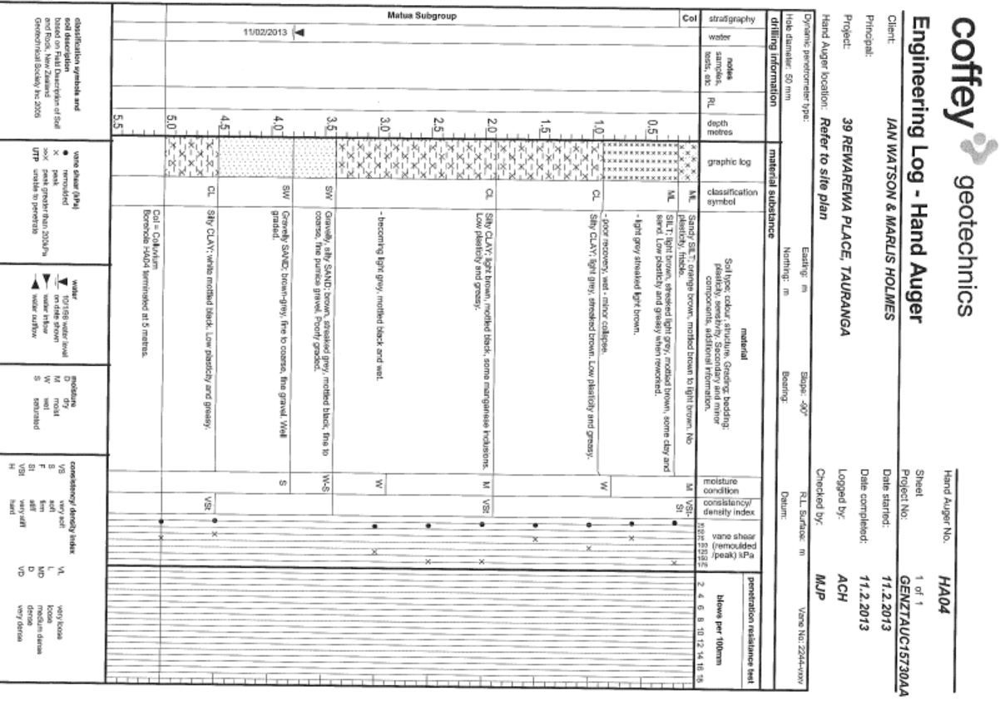 coffey geotechnics
Engineering Log - Hand Auger
Hand Auger No. HA04
Sheet 1 of 1
Project No: GENZTAUC15730AA
Client: IAN WATSON & MARLIS HOLMES
Date started: 11.2.2013
Principal:
Date completed: 11.2.2013
Project: 39 REWAREWA PLACE, TAURANGA
Logged by: ACH
Hand Auger location: Refer to site plan
Checked by: MJP
Dynamic penetrometer type: Easting: m Slope: -90° R.L. Surface: m
Hole diameter: 50 mm Northing: m Bearing: Datum: Vane No: 2244-vxxv
drilling information
material substance
penetration resistance test
stratigraphy
water
notes
samples,
tests, etc
RL
depth
metres
graphic log
classification
symbol
material
Soil type; colour; structure. Grading; bedding;
plasticity, sensitivity. Secondary and minor
components, additional information.
moisture
condition
consistency/
density index
vane shear
(remoulded
/peak) kPa
25 50 75 100 125 150 175
blows per 100mm
2 4 6 8 10 12 14 16 18
Col
ML
Sandy SILT; orange brown, mottled brown to light brown. No
plasticity, friable.
M
VSt-
St
ML
SILT; light brown, streaked light grey, mottled brown, some clay and
sand. Low plasticity and greasy when reworked.
0.5
- light grey streaked light brown.
1.0
- poor recovery, wet - minor collapse.
W
CL
Silty CLAY; light grey, streaked brown. Low plasticity and greasy.
1.5
Matua Subgroup
2.0
CL
Silty CLAY; light brown, mottled black, some manganese inclusions.
Low plasticity and greasy.
M
VSt
2.5
3.0
- becoming light grey, mottled black and wet.
W
3.5
SW
Gravelly, silty SAND; brown, streaked grey, mottled black, fine to
coarse, fine pumice gravel. Poorly graded.
W-S
11/02/2013
SW
Gravelly SAND; brown-grey, fine to coarse, fine gravel. Well
graded.
S
4.0
4.5
CL
Silty CLAY; white mottled black. Low plasticity and greasy.
VSt
5.0
Col = Colluvium
Borehole HA04 terminated at 5 metres.
5.5
classification symbols and
soil description
based on Field Description of Soil
and Rock, New Zealand
Geotechnical Society Inc 2005
vane shear (kPa)
remoulded
peak
>>X peak greater than 200kPa
UTP unable to penetrate
water
10/1/98 water level
on date shown
water inflow
water outflow
moisture
D dry
M moist
W wet
S saturated
consistency/ density index
VS very soft
S soft
F firm
St stiff
VSt very stiff
H hard
VL very loose
L loose
MD medium dense
D dense
VD very dense